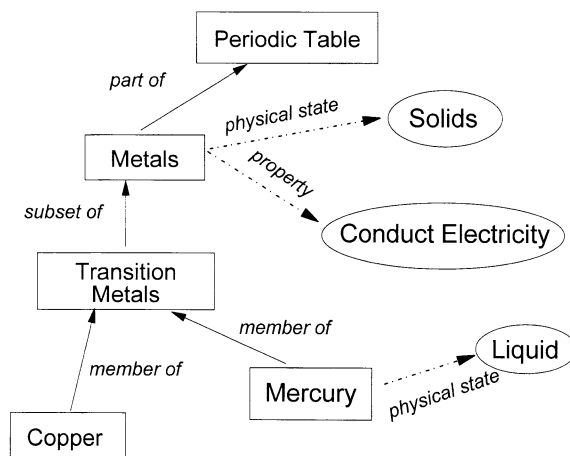 Periodic Table
part of
physical state
Solids
Metals
property
subset of
Conduct Electricity
Transition
Metals
member of
member of
Liquid
Mercury
physical state
Copper